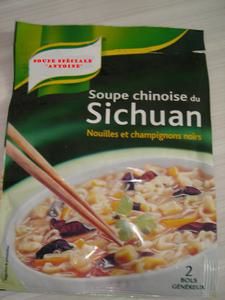 SOUPE SPÉCIALE
"ANTOINE"
Soupe chinoise du
Sichuan
Nouilles et champignons noirs
2
BOLS
GÉNÉREUX